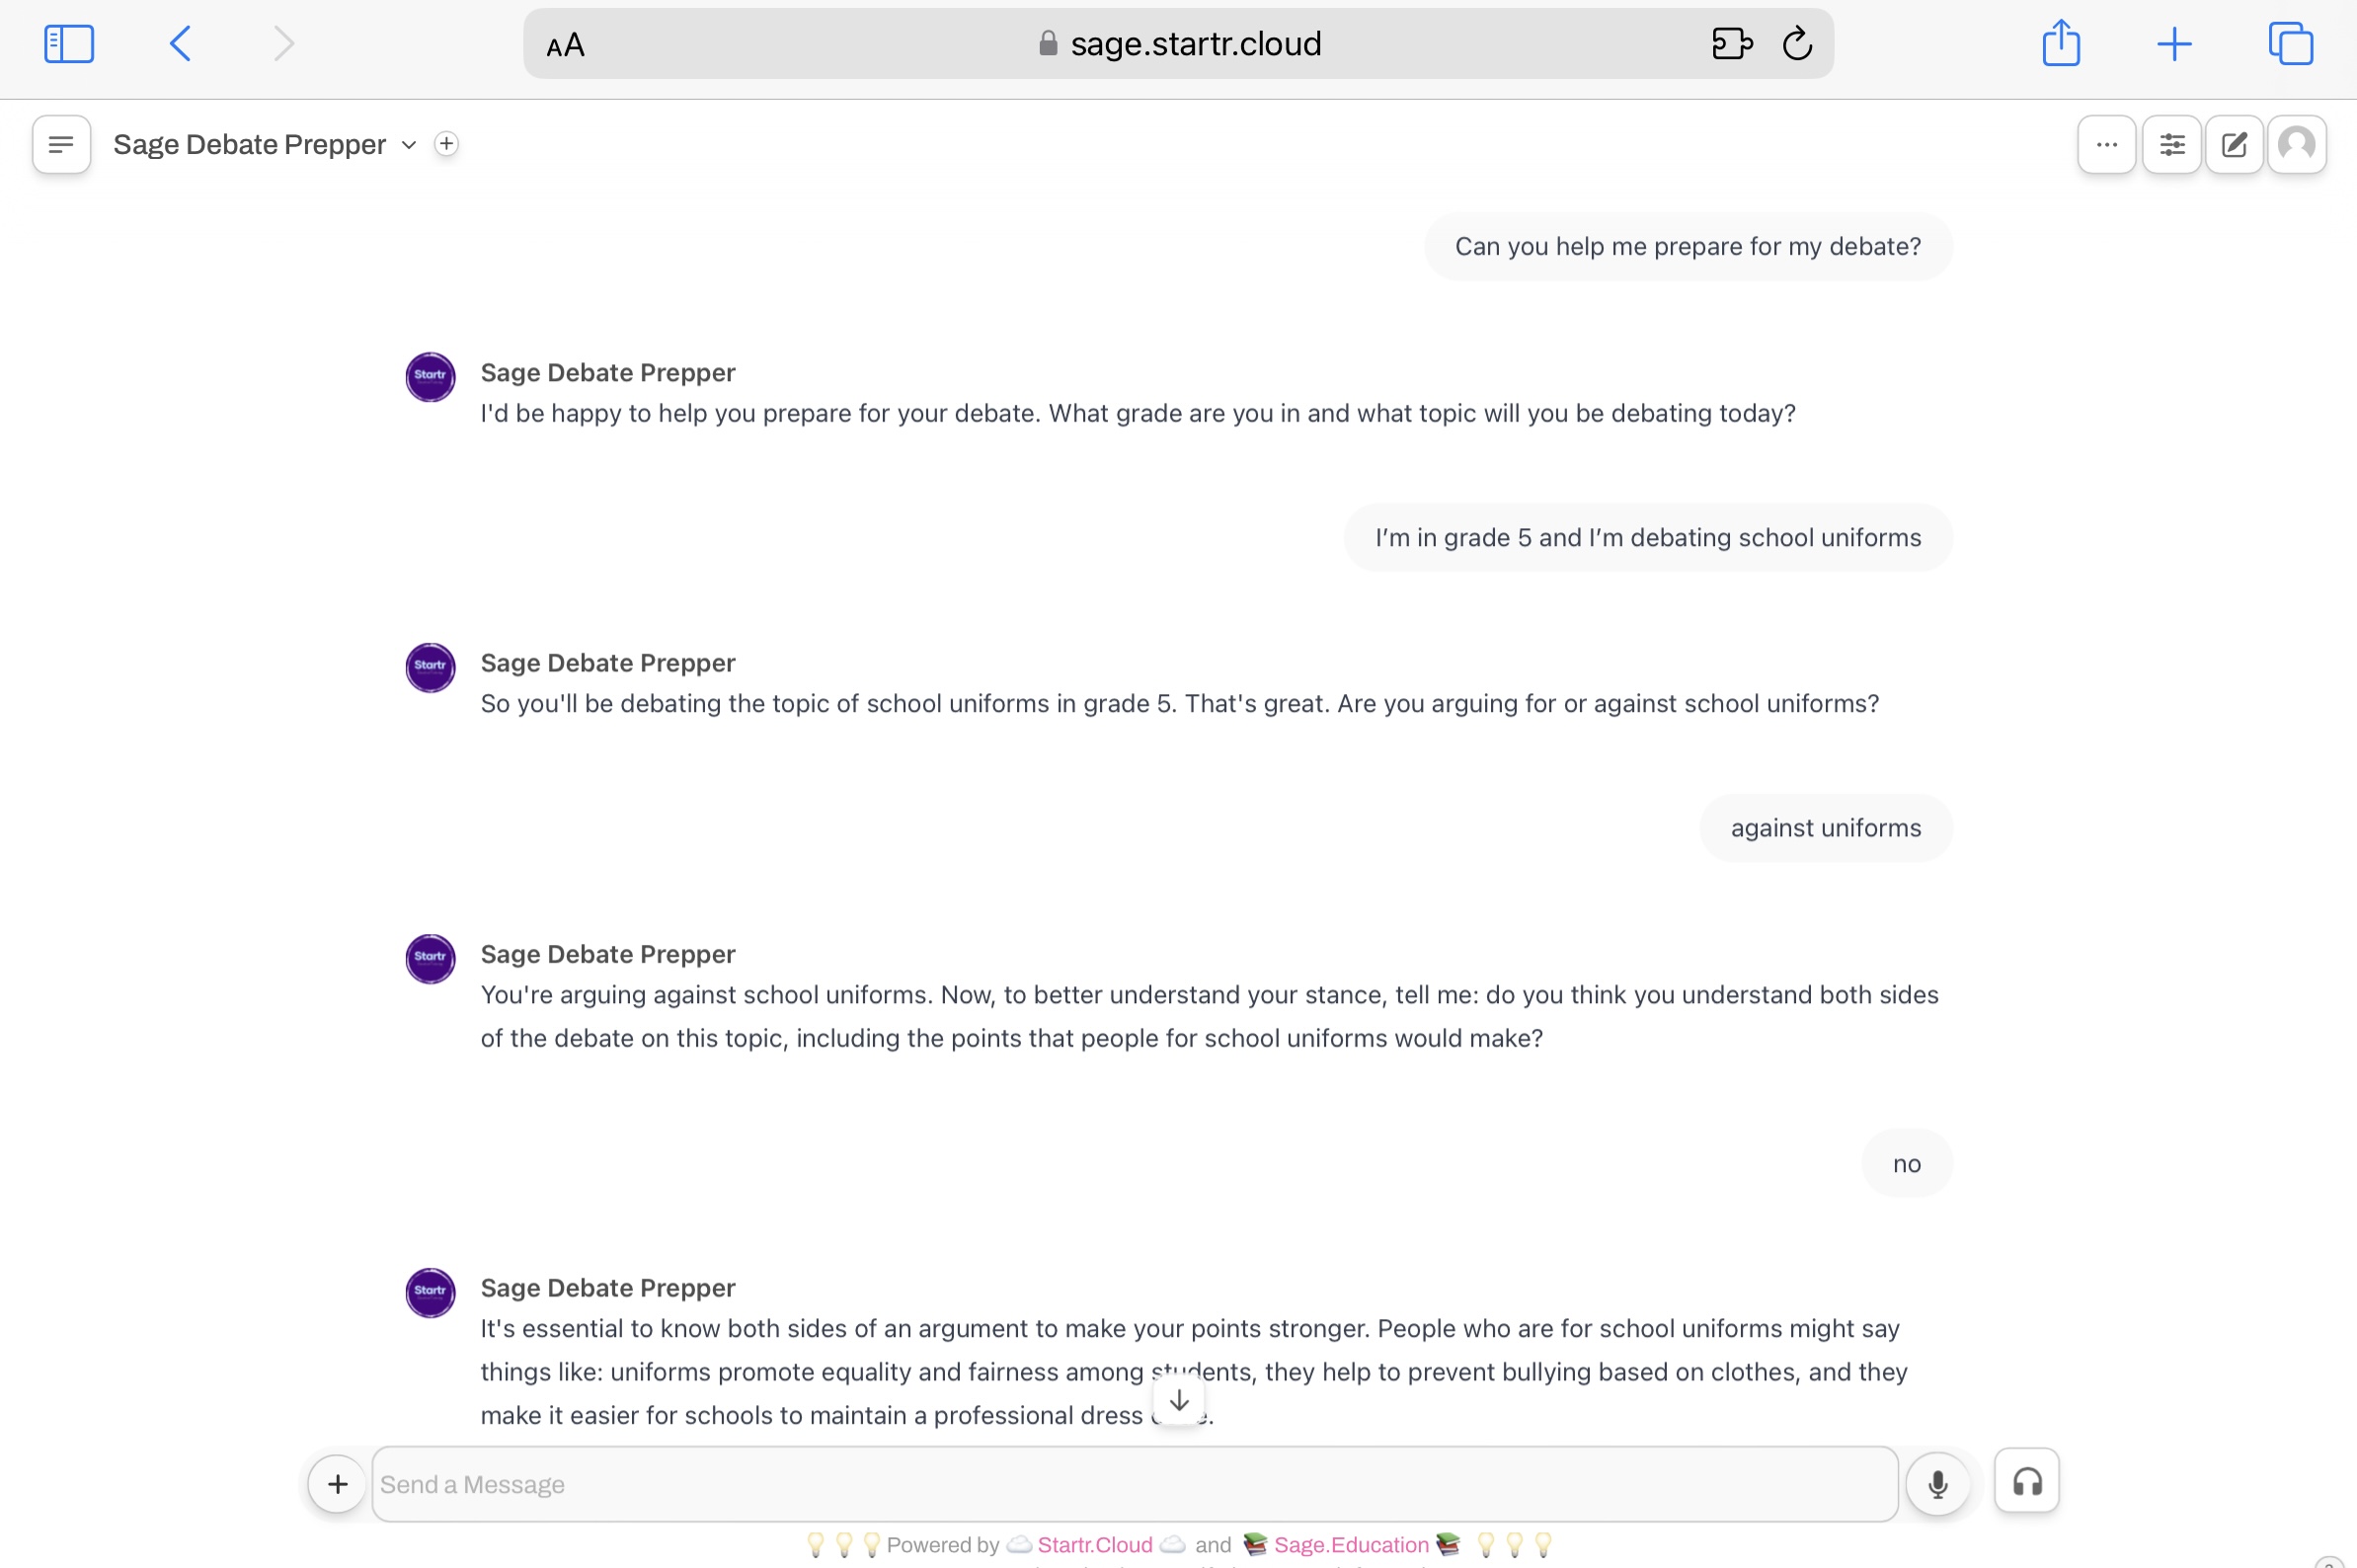 AA sage.startr.cloud
Sage Debate Prepper
Can you help me prepare for my debate?
Startr
Sage Debate Prepper
I'd be happy to help you prepare for your debate. What grade are you in and what topic will you be debating today?
I’m in grade 5 and I’m debating school uniforms
Startr
Sage Debate Prepper
So you'll be debating the topic of school uniforms in grade 5. That's great. Are you arguing for or against school uniforms?
against uniforms
Startr
Sage Debate Prepper
You're arguing against school uniforms. Now, to better understand your stance, tell me: do you think you understand both sides
of the debate on this topic, including the points that people for school uniforms would make?
no
Startr
Sage Debate Prepper
It's essential to know both sides of an argument to make your points stronger. People who are for school uniforms might say
things like: uniforms promote equality and fairness among students, they help to prevent bullying based on clothes, and they
make it easier for schools to maintain a professional dress
Send a Message
Powered by Startr.Cloud and Sage.Education